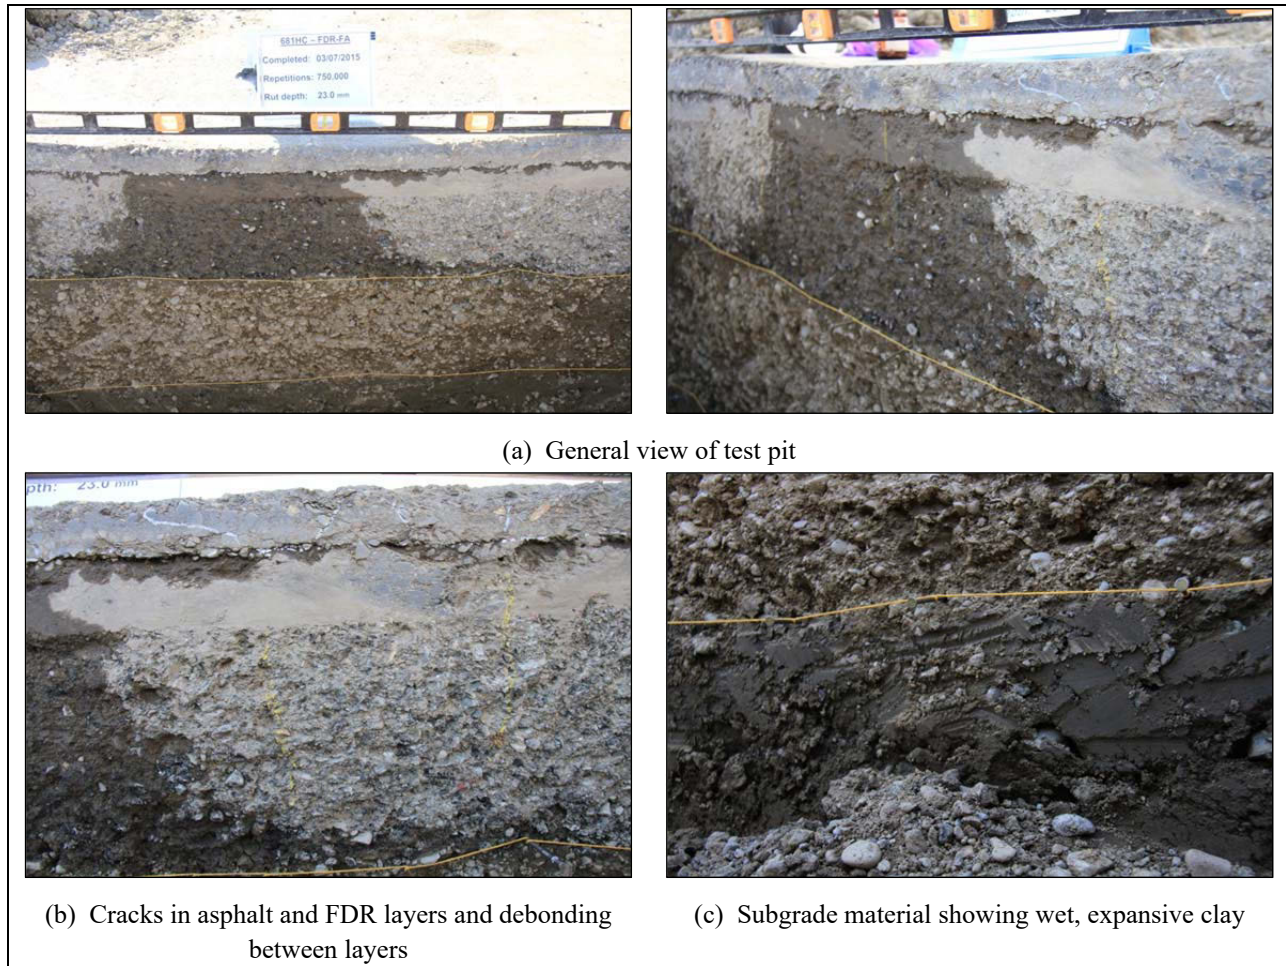 681HC – FDR-FA
Completed: 03/07/2015
Repetitions: 750.000
Rut depth: 23.0 mm
(a) General view of test pit
pth: 23.0 mm
(b) Cracks in asphalt and FDR layers and debonding
between layers
(c) Subgrade material showing wet, expansive clay